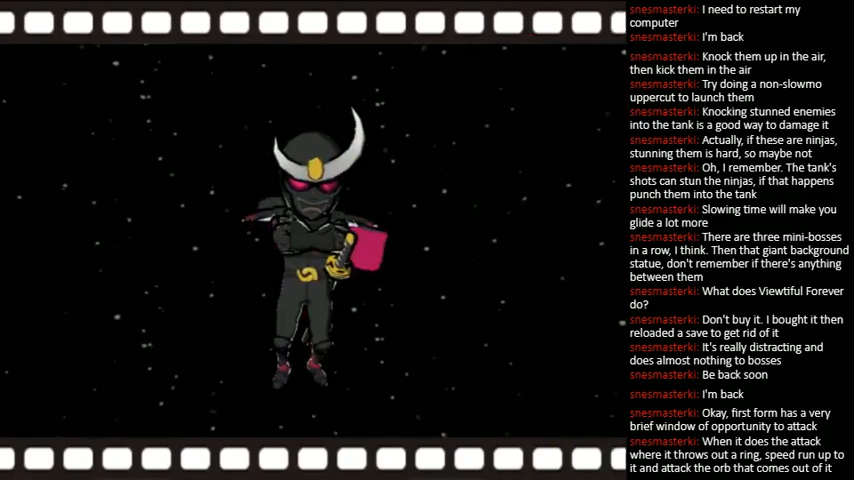 snesmasterki: I need to restart my
computer
snesmasterki: I'm back
snesmasterki: Knock them up in the air,
then kick them in the air
snesmasterki: Try doing a non-slowmo
uppercut to launch them
snesmasterki: Knocking stunned enemies
into the tank is a good way to damage it
snesmasterki: Actually, if these are ninjas,
stunning them is hard, so maybe not
snesmasterki: Oh, I remember. The tank's
shots can stun the ninjas, if that happens
punch them into the tank
snesmasterki: Slowing time will make you
glide a lot more
snesmasterki: There are three mini-bosses
in a row, I think. Then that giant background
statue, don't remember if there's anything
between them
snesmasterki: What does Viewtiful Forever
do?
snesmasterki: Don't buy it. I bought it then
reloaded a save to get rid of it
snesmasterki: It's really distracting and
does almost nothing to bosses
snesmasterki: Be back soon
snesmasterki: I'm back
snesmasterki: Okay, first form has a very
brief window of opportunity to attack
snesmasterki: When it does the attack
where it throws out a ring, speed run up to
it and attack the orb that comes out of it